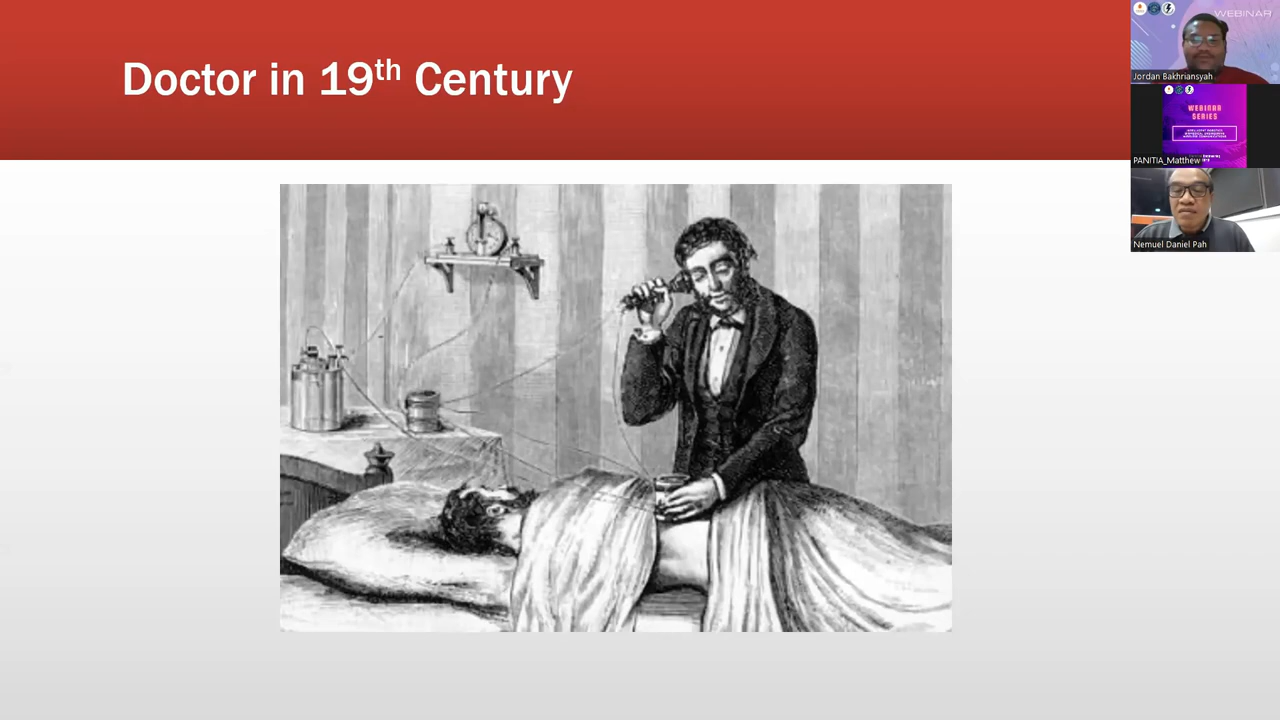 Doctor in 19th Century
WEBINAR
Jordan Bakhriansyah
WEBINAR
SERIES
PANITIA_Matthew
Nemuel Daniel Pah